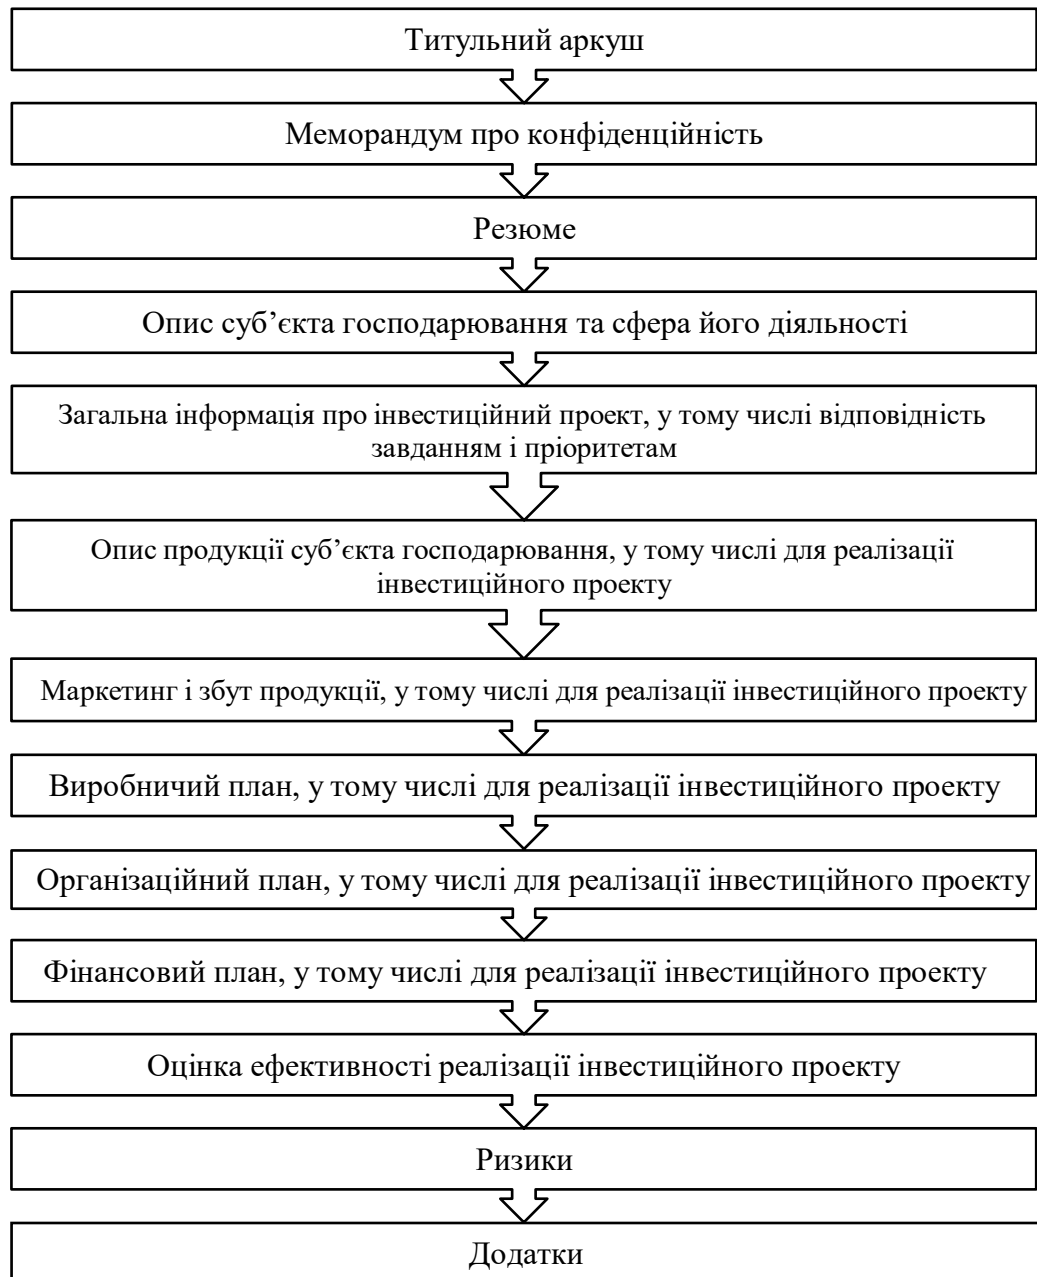 Титульний аркуш
Меморандум про конфіденційність
Резюме
Опис суб’єкта господарювання та сфера його діяльності
Загальна інформація про інвестиційний проект, у тому числі відповідність
завданням і пріоритетам
Опис продукції суб’єкта господарювання, у тому числі для реалізації
інвестиційного проекту
Маркетинг і збут продукції, у тому числі для реалізації інвестиційного проекту
Виробничий план, у тому числі для реалізації інвестиційного проекту
Організаційний план, у тому числі для реалізації інвестиційного проекту
Фінансовий план, у тому числі для реалізації інвестиційного проекту
Оцінка ефективності реалізації інвестиційного проекту
Ризики
Додатки